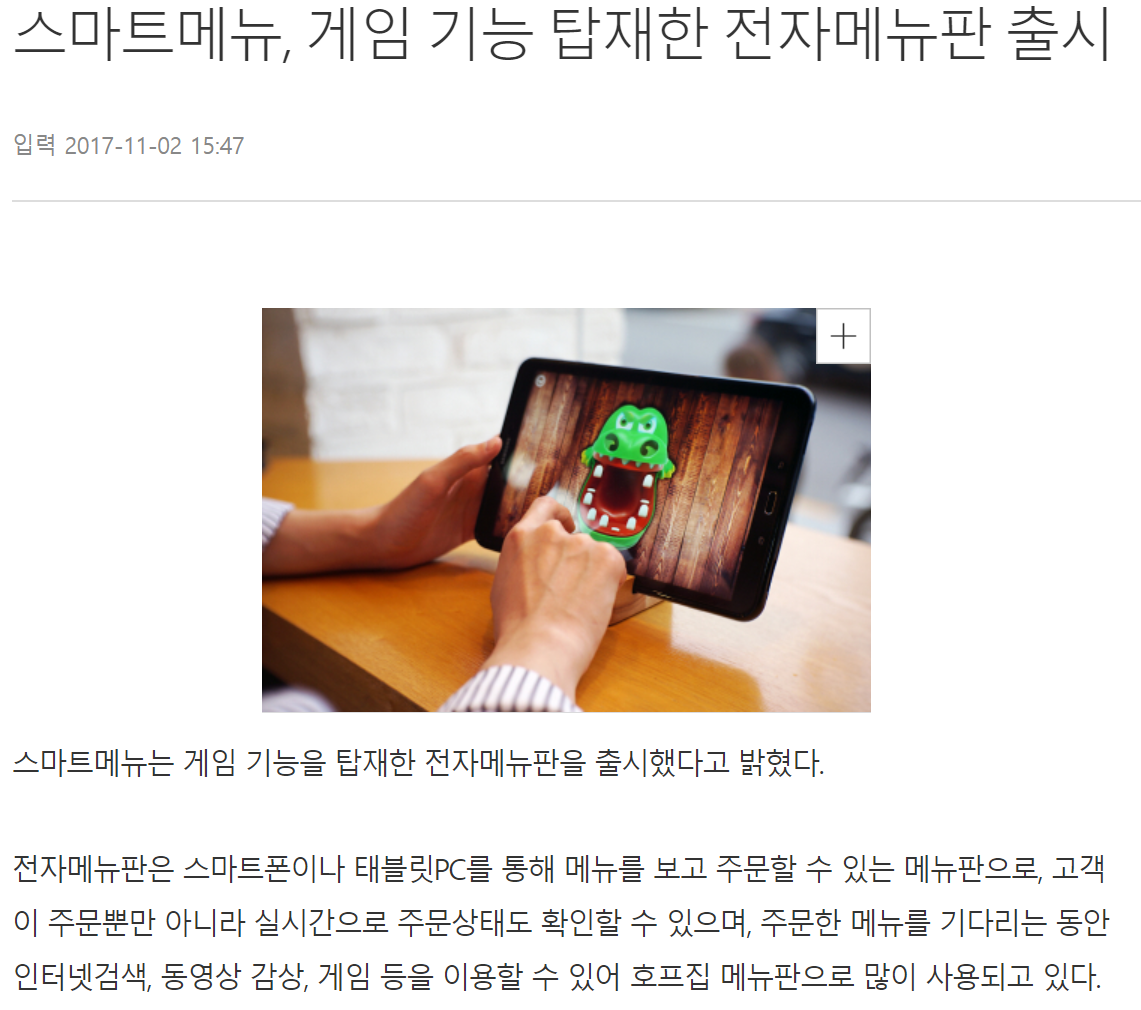 스마트메뉴, 게임 기능 탑재한 전자메뉴판 출시
입력 2017-11-02 15:47
스마트메뉴는 게임 기능을 탑재한 전자메뉴판을 출시했다고 밝혔다.
전자메뉴판은 스마트폰이나 태블릿PC를 통해 메뉴를 보고 주문할 수 있는 메뉴판으로, 고객
이 주문뿐만 아니라 실시간으로 주문상태도 확인할 수 있으며, 주문한 메뉴를 기다리는 동안
인터넷검색, 동영상 감상, 게임 등을 이용할 수 있어 호프집 메뉴판으로 많이 사용되고 있다.